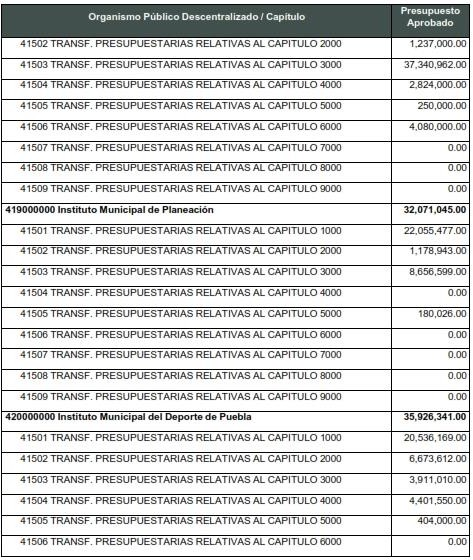 Organismo Público Descentralizado / Capítulo Presupuesto Aprobado
41502 TRANSF. PRESUPUESTARIAS RELATIVAS AL CAPITULO 2000 1,237,000.00
41503 TRANSF. PRESUPUESTARIAS RELATIVAS AL CAPITULO 3000 37,340,962.00
41504 TRANSF. PRESUPUESTARIAS RELATIVAS AL CAPITULO 4000 2,824,000.00
41505 TRANSF. PRESUPUESTARIAS RELATIVAS AL CAPITULO 5000 250,000.00
41506 TRANSF. PRESUPUESTARIAS RELATIVAS AL CAPITULO 6000 4,080,000.00
41507 TRANSF. PRESUPUESTARIAS RELATIVAS AL CAPITULO 7000 0.00
41508 TRANSF. PRESUPUESTARIAS RELATIVAS AL CAPITULO 8000 0.00
41509 TRANSF. PRESUPUESTARIAS RELATIVAS AL CAPITULO 9000 0.00
419000000 Instituto Municipal de Planeación 32,071,045.00
41501 TRANSF. PRESUPUESTARIAS RELATIVAS AL CAPITULO 1000 22,055,477.00
41502 TRANSF. PRESUPUESTARIAS RELATIVAS AL CAPITULO 2000 1,178,943.00
41503 TRANSF. PRESUPUESTARIAS RELATIVAS AL CAPITULO 3000 8,656,599.00
41504 TRANSF. PRESUPUESTARIAS RELATIVAS AL CAPITULO 4000 0.00
41505 TRANSF. PRESUPUESTARIAS RELATIVAS AL CAPITULO 5000 180,026.00
41506 TRANSF. PRESUPUESTARIAS RELATIVAS AL CAPITULO 6000 0.00
41507 TRANSF. PRESUPUESTARIAS RELATIVAS AL CAPITULO 7000 0.00
41508 TRANSF. PRESUPUESTARIAS RELATIVAS AL CAPITULO 8000 0.00
41509 TRANSF. PRESUPUESTARIAS RELATIVAS AL CAPITULO 9000 0.00
420000000 Instituto Municipal del Deporte de Puebla 35,926,341.00
41501 TRANSF. PRESUPUESTARIAS RELATIVAS AL CAPITULO 1000 20,536,169.00
41502 TRANSF. PRESUPUESTARIAS RELATIVAS AL CAPITULO 2000 6,673,612.00
41503 TRANSF. PRESUPUESTARIAS RELATIVAS AL CAPITULO 3000 3,911,010.00
41504 TRANSF. PRESUPUESTARIAS RELATIVAS AL CAPITULO 4000 4,401,550.00
41505 TRANSF. PRESUPUESTARIAS RELATIVAS AL CAPITULO 5000 404,000.00
41506 TRANSF. PRESUPUESTARIAS RELATIVAS AL CAPITULO 6000 0.00